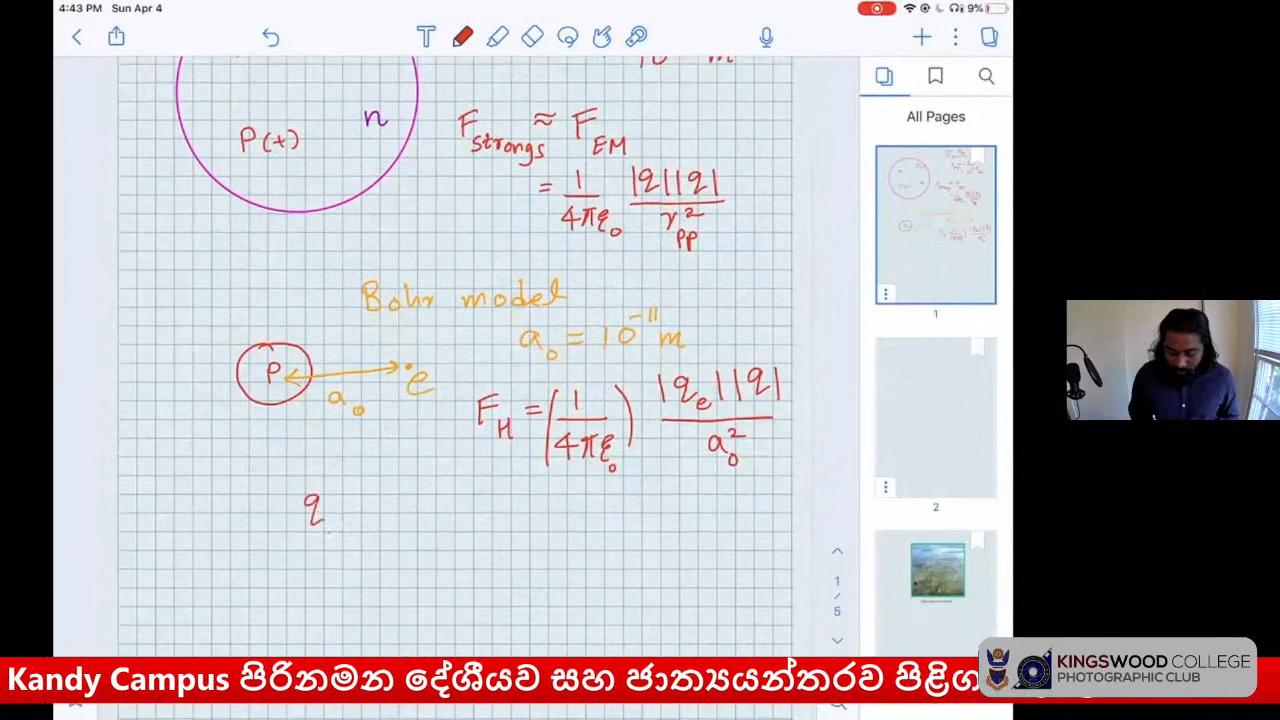 4:43 PM Sun Apr 4
9%
n
P(+)
F_strongs ≈ F_EM
= 1/4πε₀ |q||q|/r²_pp
Bohr model
a₀ = 10⁻¹¹ m
P
e
a₀
F_H = (1/4πε₀) |q_e||q|/a₀²
q
All Pages
1
2
1
/
5
Kandy Campus පිරිනමන දේශීයව සහ ජාත්‍යයන්තරව පිළිග
KINGSWOOD COLLEGE
PHOTOGRAPHIC CLUB